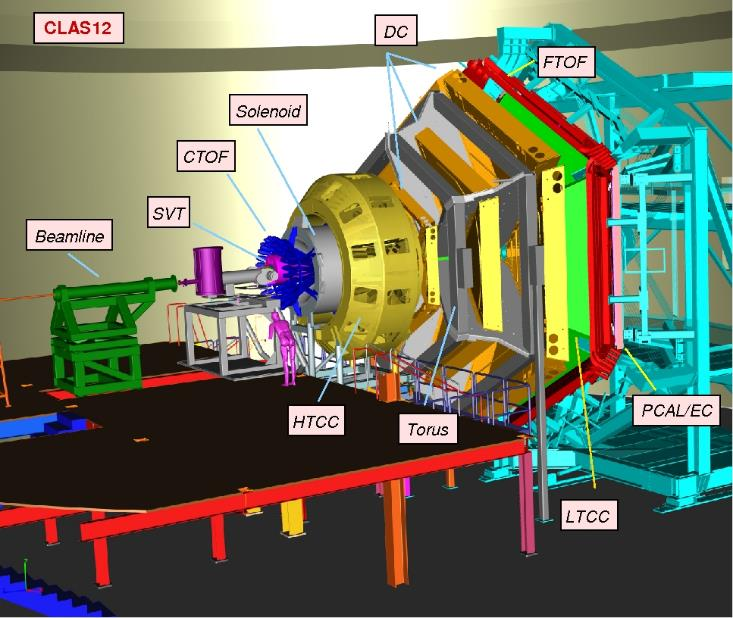 CLAS12
DC
FTOF
Solenoid
CTOF
SVT
Beamline
HTCC
Torus
PCAL/EC
LTCC